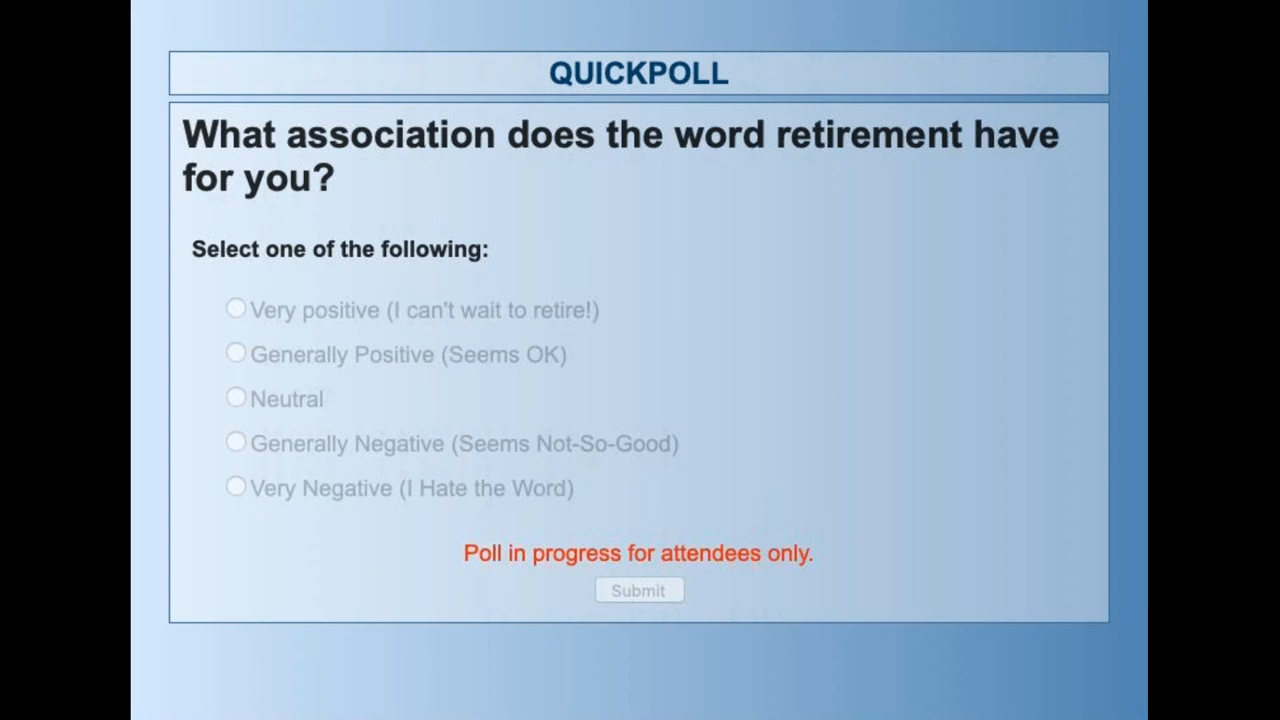 QUICKPOLL
What association does the word retirement have
for you?
Select one of the following:
Very positive (I can't wait to retire!)
Generally Positive (Seems OK)
Neutral
Generally Negative (Seems Not-So-Good)
Very Negative (I Hate the Word)
Poll in progress for attendees only.
Submit